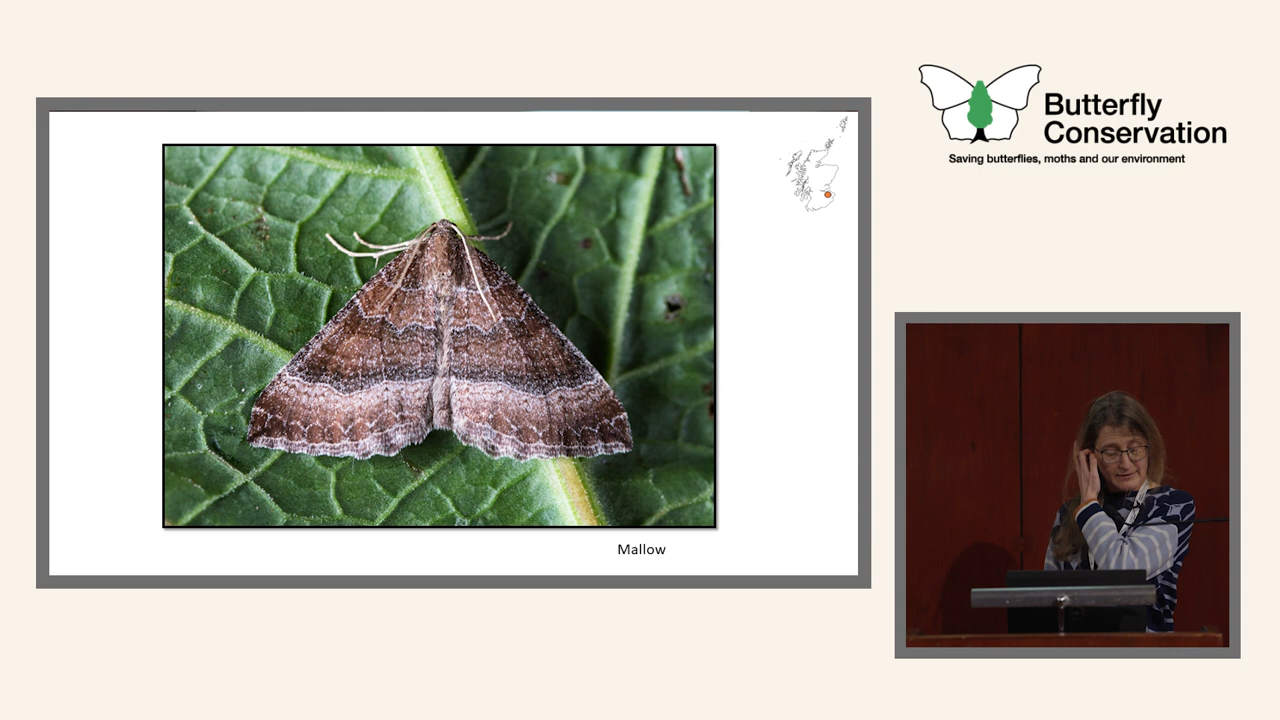 Butterfly
Conservation
Saving butterflies, moths and our environment
Mallow